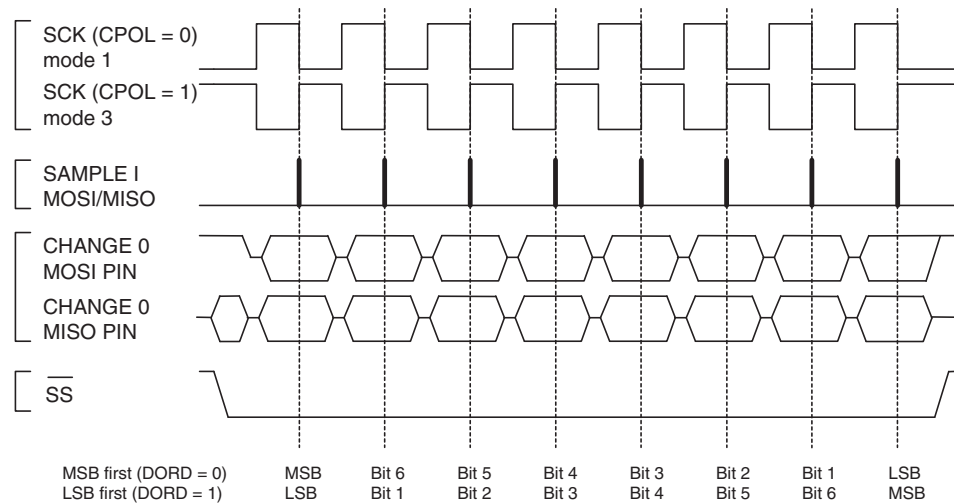 SCK (CPOL = 0)
mode 1
SCK (CPOL = 1)
mode 3
SAMPLE I
MOSI/MISO
CHANGE 0
MOSI PIN
CHANGE 0
MISO PIN
SS
MSB first (DORD = 0) MSB Bit 6 Bit 5 Bit 4 Bit 3 Bit 2 Bit 1 LSB
LSB first (DORD = 1) LSB Bit 1 Bit 2 Bit 3 Bit 4 Bit 5 Bit 6 MSB